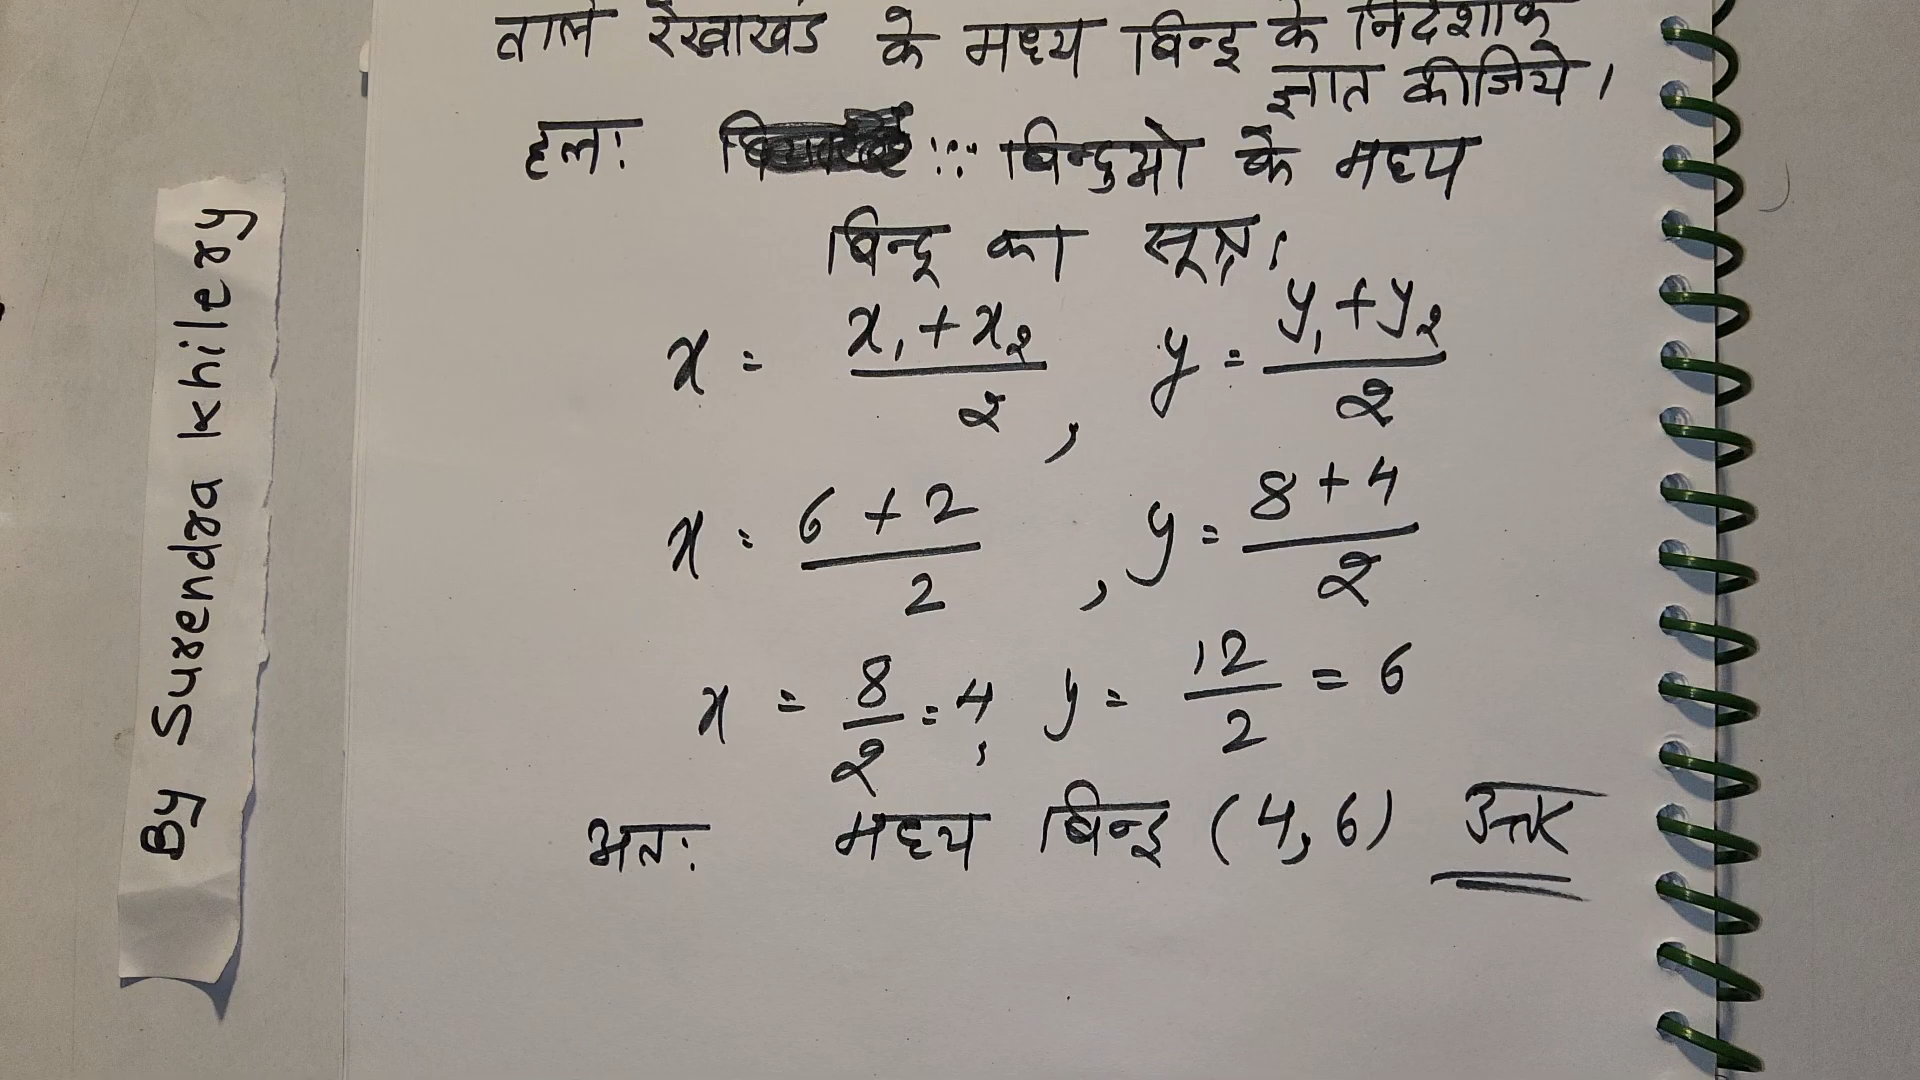 वाले रेखाखंड के मध्य बिन्दु के निर्देशांक
ज्ञात कीजिये।
हल: ∵ बिन्दुओ के मध्य
बिन्दू का सूत्र।
x = x₁+x₂/2 , y = y₁+y₂/2
x = 6+2/2 , y = 8+4/2
x = 8/2 = 4, y = 12/2 = 6
अतः मध्य बिन्दु (4,6) उत्तर
By Surendra khilery